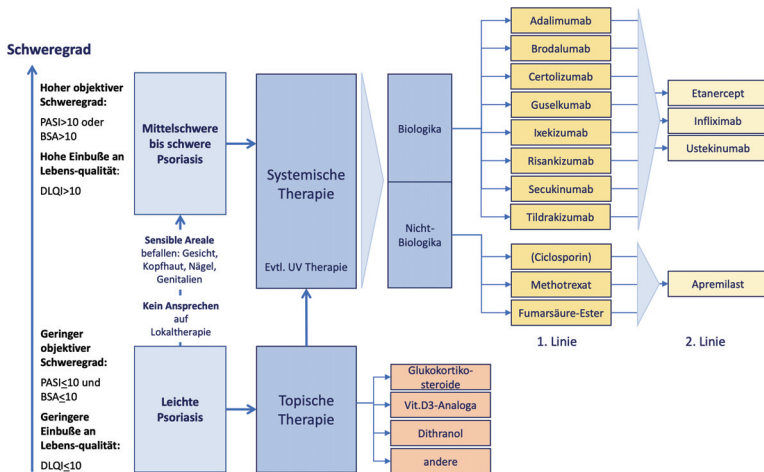 Schweregrad
Hoher objektiver
Schweregrad:
PASI>10 oder
BSA>10
Hohe Einbuße an
Lebens-qualität:
DLQI>10
Geringer
objektiver
Schweregrad:
PASI≤10 und
BSA≤10
Geringere
Einbuße an
Lebens-qualität:
DLQI≤10
Mittelschwere
bis schwere
Psoriasis
Sensible Areale
befallen: Gesicht,
Kopfhaut, Nägel,
Genitalien
Kein Ansprechen
auf
Lokaltherapie
Leichte
Psoriasis
Systemische
Therapie
Evtl. UV Therapie
Topische
Therapie
Biologika
Nicht-
Biologika
Adalimumab
Brodalumab
Certolizumab
Guselkumab
Ixekizumab
Risankizumab
Secukinumab
Tildrakizumab
(Ciclosporin)
Methotrexat
Fumarsäure-Ester
1. Linie
Etanercept
Infliximab
Ustekinumab
Apremilast
2. Linie
Glukokortiko-
steroide
Vit.D3-Analoga
Dithranol
andere